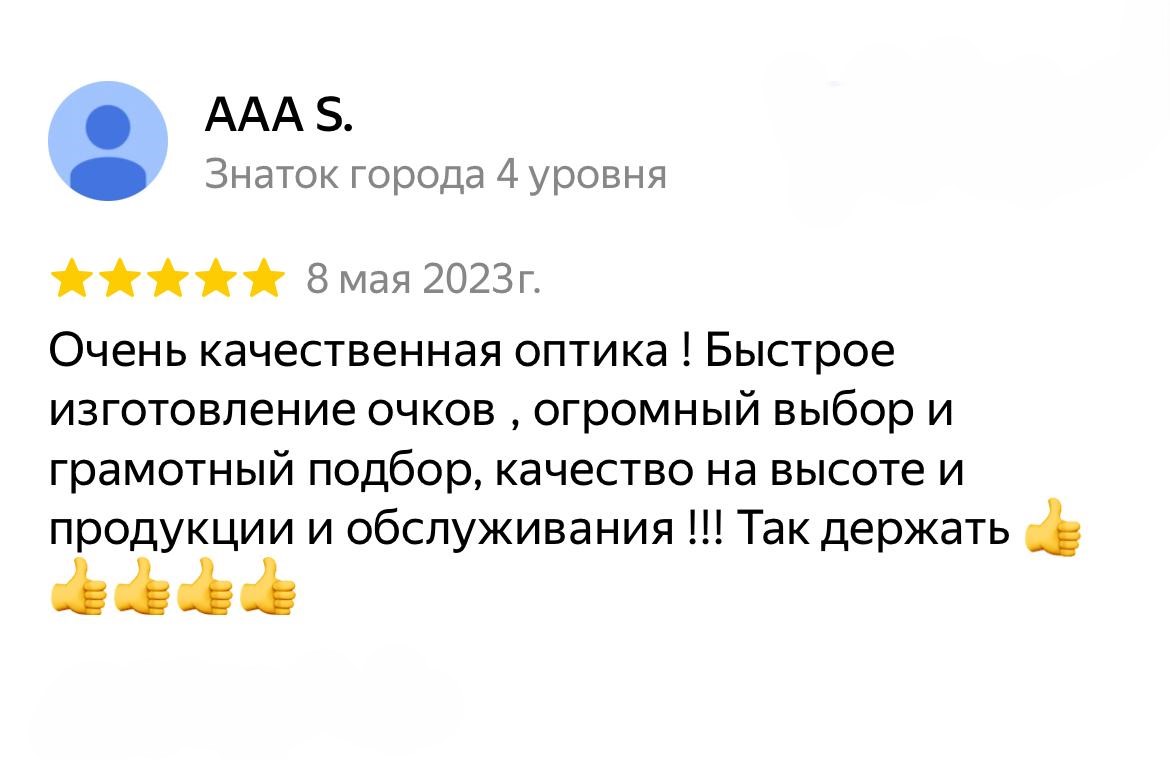 AAA S.
Знаток города 4 уровня
8 мая 2023 г.
Очень качественная оптика ! Быстрое
изготовление очков , огромный выбор и
грамотный подбор, качество на высоте и
продукции и обслуживания !!! Так держать 👍
👍👍👍👍